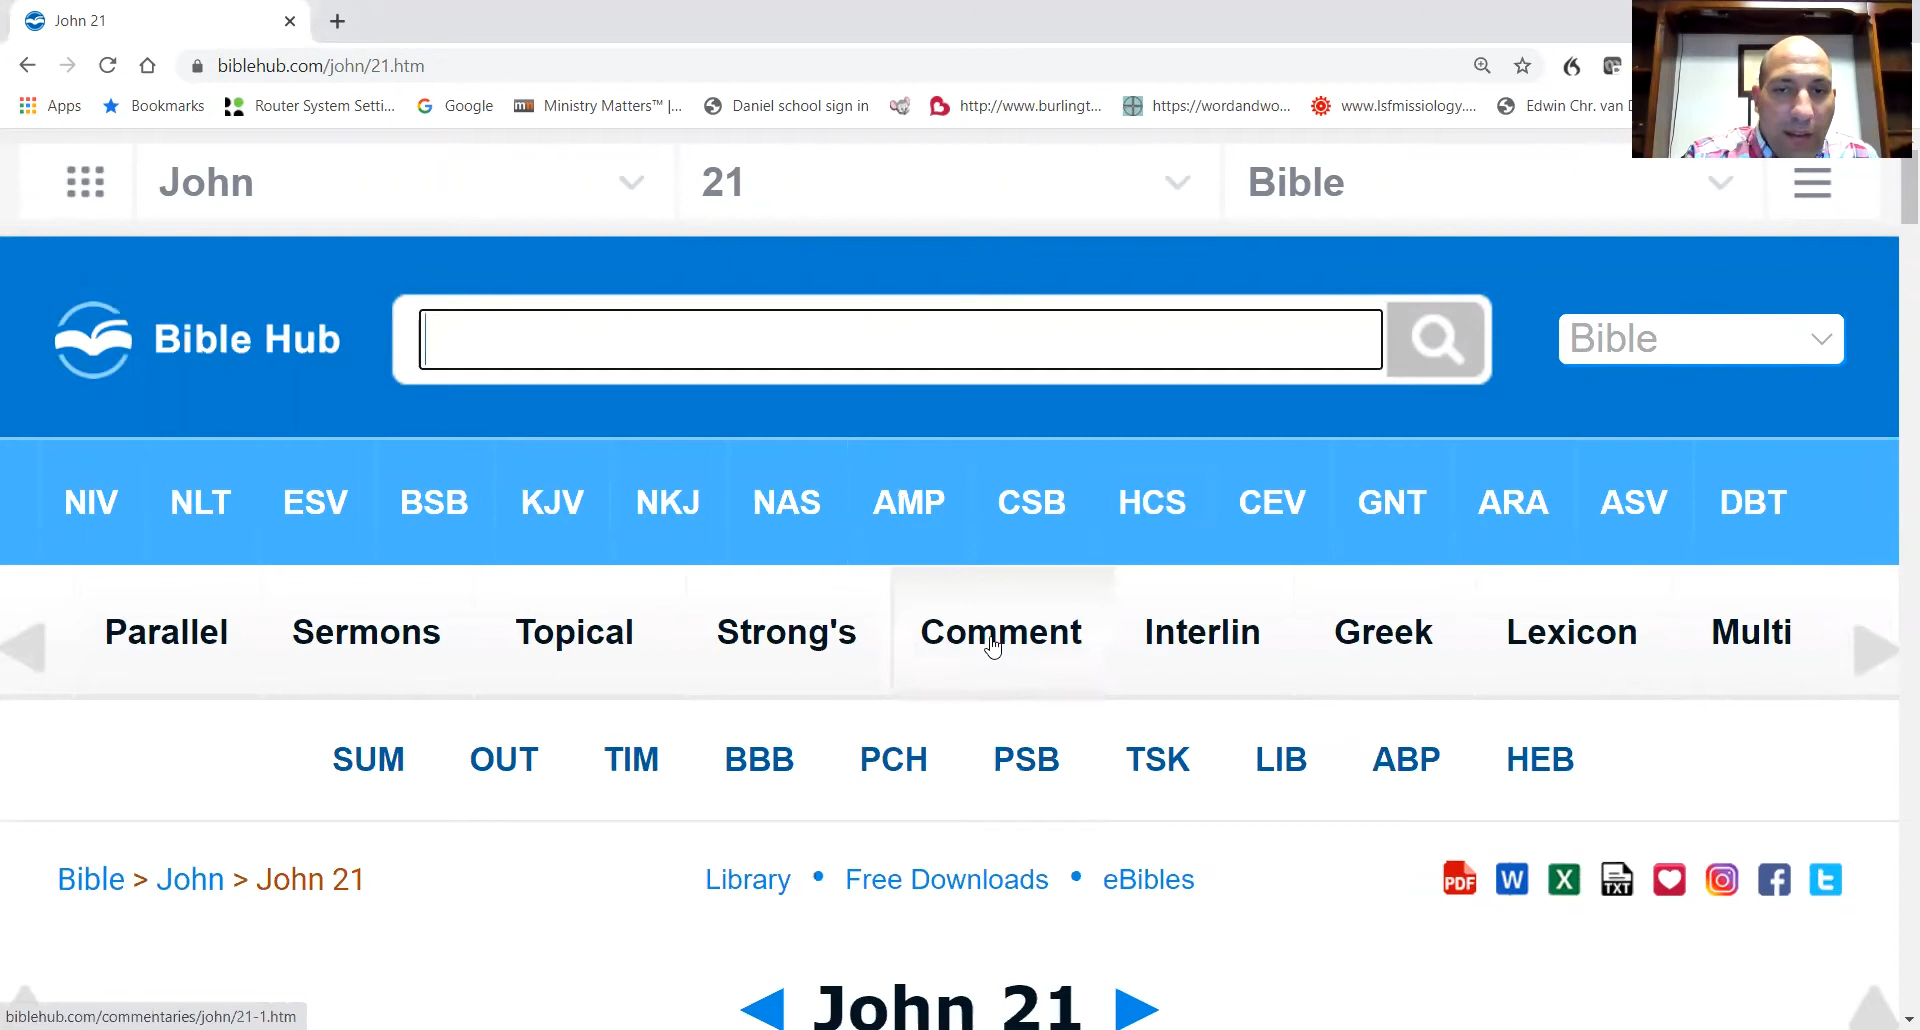 John 21
biblehub.com/john/21.htm
Apps Bookmarks Router System Setti... Google Ministry Matters™ |... Daniel school sign in http://www.burlingt... https://wordandwo... www.lsfmissiology.... Edwin Chr. van
John 21 Bible
Bible Hub Bible
NIV NLT ESV BSB KJV NKJ NAS AMP CSB HCS CEV GNT ARA ASV DBT
Parallel Sermons Topical Strong's Comment Interlin Greek Lexicon Multi
SUM OUT TIM BBB PCH PSB TSK LIB ABP HEB
Bible > John > John 21 Library • Free Downloads • eBibles PDF W X TXT
John 21
biblehub.com/commentaries/john/21-1.htm